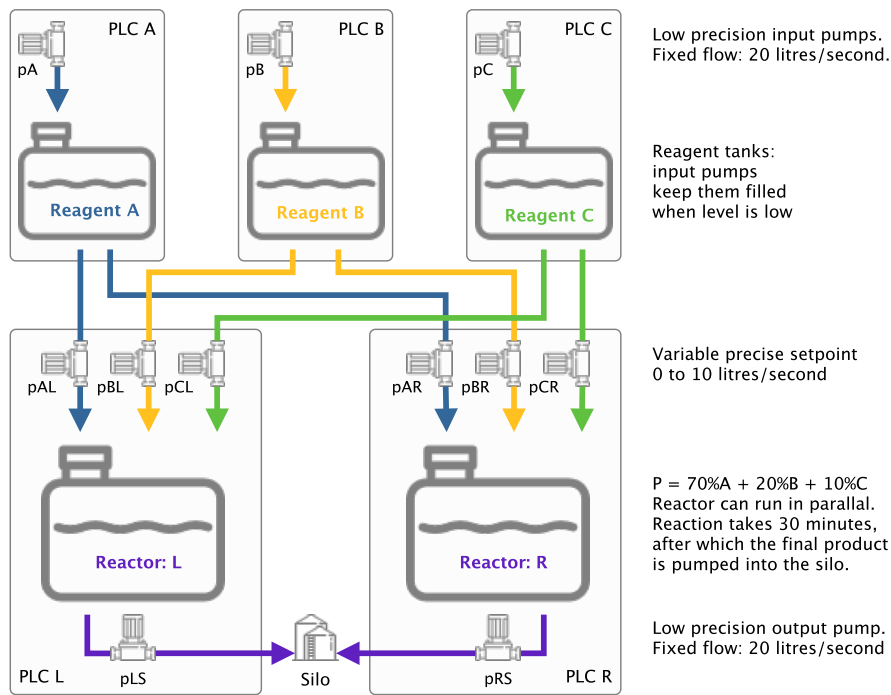 PLC A
PLC B
PLC C
Low precision input pumps.
Fixed flow: 20 litres/second.
pA
pB
pC
Reagent tanks:
input pumps
keep them filled
when level is low
Reagent A
Reagent B
Reagent C
Variable precise setpoint
0 to 10 litres/second
pAL
pBL
pCL
pAR
pBR
pCR
P = 70%A + 20%B + 10%C
Reactor can run in parallal.
Reaction takes 30 minutes,
after which the final product
is pumped into the silo.
Reactor: L
Reactor: R
Low precision output pump.
Fixed flow: 20 litres/second
PLC L
pLS
Silo
pRS
PLC R